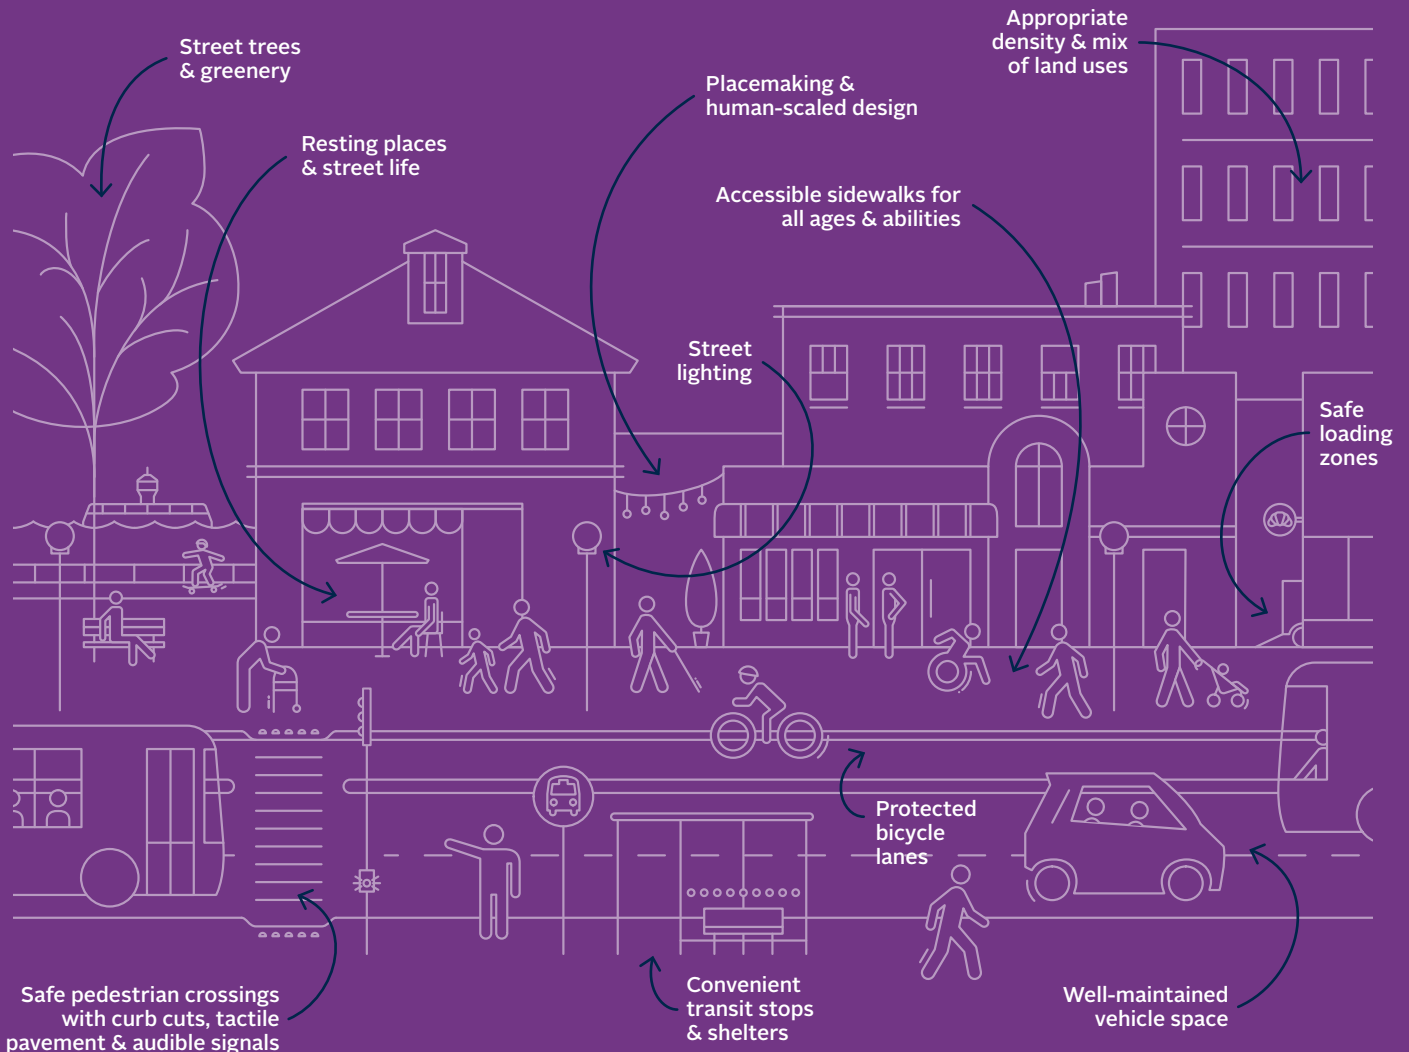 Appropriate
density & mix
of land uses
Street trees
& greenery
Placemaking &
human-scaled design
Resting places
& street life
Accessible sidewalks for
all ages & abilities
Street
lighting
Safe
loading
zones
Protected
bicycle
lanes
Safe pedestrian crossings
with curb cuts, tactile
pavement & audible signals
Convenient
transit stops
& shelters
Well-maintained
vehicle space